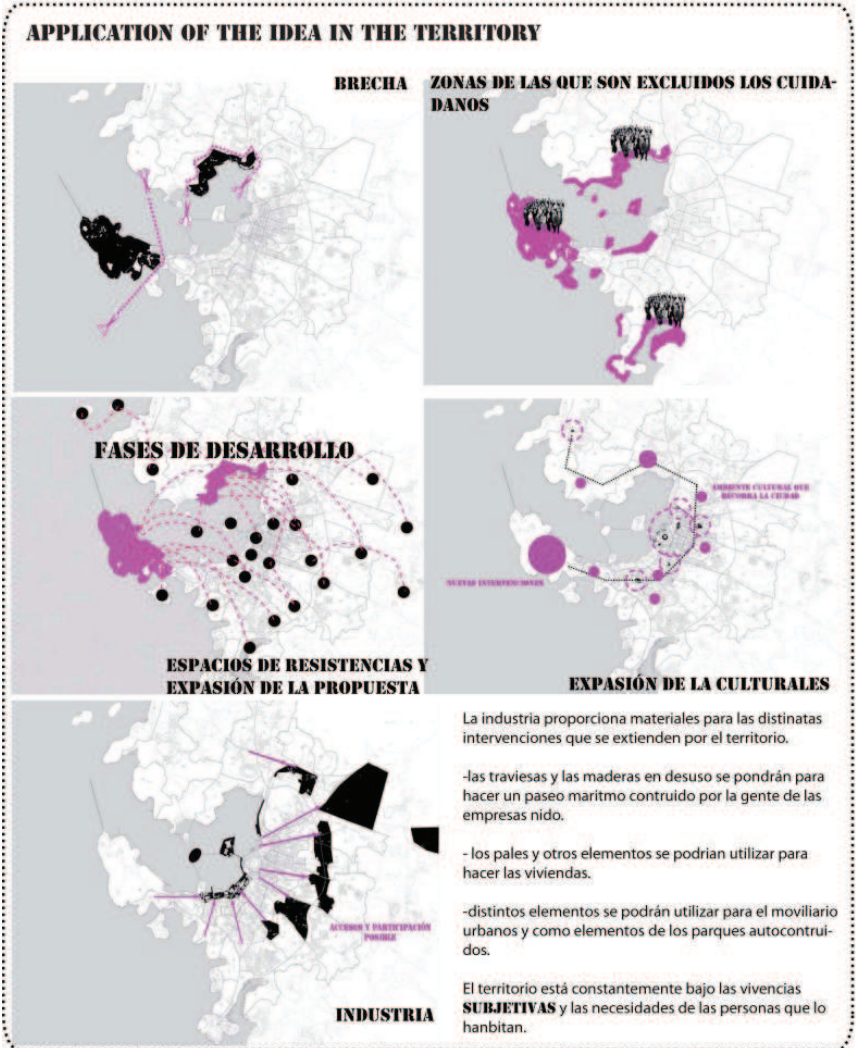 APPLICATION OF THE IDEA IN THE TERRITORY
BRECHA
ZONAS DE LAS QUE SON EXCLUIDOS LOS CUIDA-
DANOS
FASES DE DESARROLLO
ESPACIOS DE RESISTENCIAS Y
EXPASIÓN DE LA PROPUESTA
AMBIENTE CULTURAL QUE
RECORRA LA CIUDAD
NUEVAS INTERVENCIONES
EXPASIÓN DE LA CULTURALES
ACCESOS Y PARTICIPACIÓN
POSIBLE
INDUSTRIA
La industria proporciona materiales para las distinatas
intervenciones que se extienden por el territorio.
-las traviesas y las maderas en desuso se pondrán para
hacer un paseo maritmo contruido por la gente de las
empresas nido.
- los pales y otros elementos se podrian utilizar para
hacer las viviendas.
-distintos elementos se podrán utilizar para el moviliario
urbanos y como elementos de los parques autocontrui-
dos.
El territorio está constantemente bajo las vivencias
SUBJETIVAS y las necesidades de las personas que lo
hanbitan.